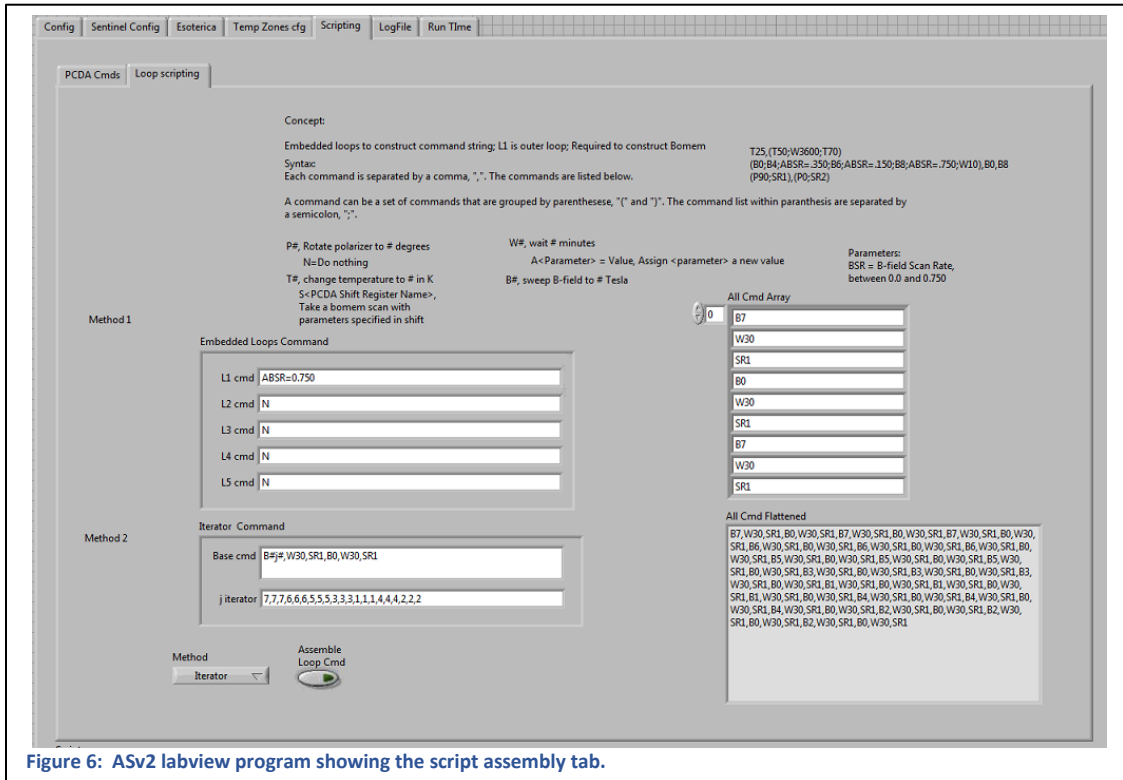 Config Sentinel Config Esoterica Temp Zones cfg Scripting LogFile Run TIme
PCDA Cmds Loop scripting
Concept:
Embedded loops to construct command string; L1 is outer loop; Required to construct Bomem
Syntax:
Each command is separated by a comma, ",". The commands are listed below.
A command can be a set of commands that are grouped by parenthesese, "(" and ")". The command list within paranthesis are separated by
a semicolon, ";".
T25,(T50;W3600;T70)
(B0;B4;ABSR=.350;B6;ABSR=.150;B8;ABSR=.750;W10),B0,B8
(P90;SR1),(P0;SR2)
P#, Rotate polarizer to # degrees
N=Do nothing
T#, change temperature to # in K
S<PCDA Shift Register Name>,
Take a bomem scan with
parameters specified in shift
W#, wait # minutes
A<Parameter> = Value, Assign <parameter> a new value
B#, sweep B-field to # Tesla
Parameters:
BSR = B-field Scan Rate,
between 0.0 and 0.750
Method 1
Embedded Loops Command
L1 cmd ABSR=0.750
L2 cmd N
L3 cmd N
L4 cmd N
L5 cmd N
All Cmd Array
0
B7
W30
SR1
B0
W30
SR1
B7
W30
SR1
Method 2
Iterator Command
Base cmd B#j#,W30,SR1,B0,W30,SR1
j iterator 7,7,7,6,6,6,5,5,5,3,3,3,1,1,1,4,4,4,2,2,2
Method
Iterator
Assemble
Loop Cmd
All Cmd Flattened
B7,W30,SR1,B0,W30,SR1,B7,W30,SR1,B0,W30,SR1,B7,W30,SR1,B0,W30,
SR1,B6,W30,SR1,B0,W30,SR1,B6,W30,SR1,B0,W30,SR1,B6,W30,SR1,B0,
W30,SR1,B5,W30,SR1,B0,W30,SR1,B5,W30,SR1,B0,W30,SR1,B5,W30,
SR1,B0,W30,SR1,B3,W30,SR1,B0,W30,SR1,B3,W30,SR1,B0,W30,SR1,B3,
W30,SR1,B0,W30,SR1,B1,W30,SR1,B0,W30,SR1,B1,W30,SR1,B0,W30,
SR1,B1,W30,SR1,B0,W30,SR1,B4,W30,SR1,B0,W30,SR1,B4,W30,SR1,B0,
W30,SR1,B4,W30,SR1,B0,W30,SR1,B2,W30,SR1,B0,W30,SR1,B2,W30,
SR1,B0,W30,SR1,B2,W30,SR1,B0,W30,SR1
Figure 6: ASv2 labview program showing the script assembly tab.